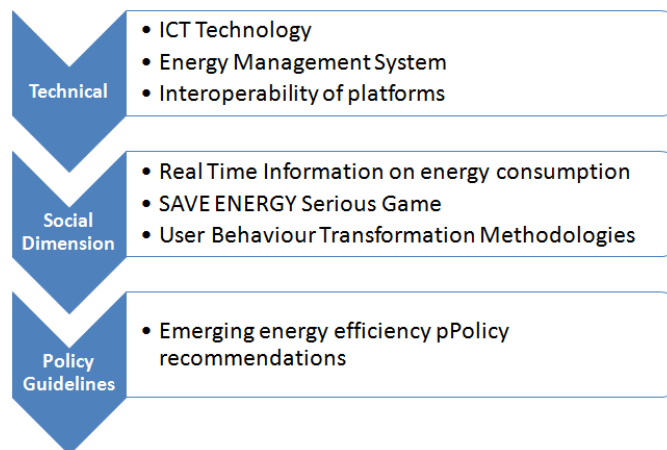 Technical
• ICT Technology
• Energy Management System
• Interoperability of platforms
Social
Dimension
• Real Time Information on energy consumption
• SAVE ENERGY Serious Game
• User Behaviour Transformation Methodologies
Policy
Guidelines
• Emerging energy efficiency pPolicy
recommendations